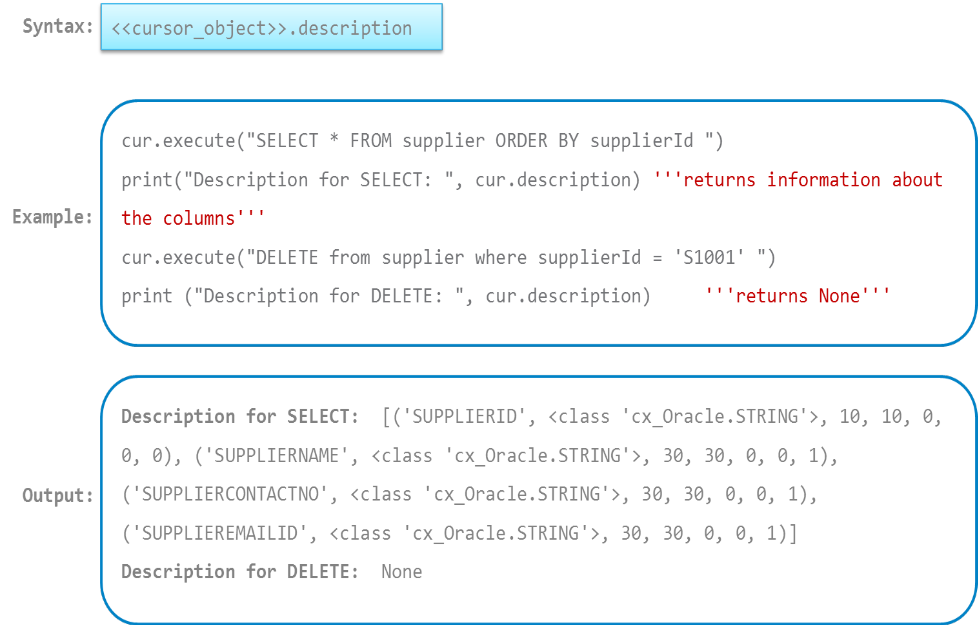 Syntax: <<cursor_object>>.description
Example:
cur.execute("SELECT * FROM supplier ORDER BY supplierId ")
print("Description for SELECT: ", cur.description) '''returns information about
the columns'''
cur.execute("DELETE from supplier where supplierId = 'S1001' ")
print ("Description for DELETE: ", cur.description) '''returns None'''
Output:
Description for SELECT: [('SUPPLIERID', <class 'cx_Oracle.STRING'>, 10, 10, 0,
0, 0), ('SUPPLIERNAME', <class 'cx_Oracle.STRING'>, 30, 30, 0, 0, 1),
('SUPPLIERCONTACTNO', <class 'cx_Oracle.STRING'>, 30, 30, 0, 0, 1),
('SUPPLIEREMAILID', <class 'cx_Oracle.STRING'>, 30, 30, 0, 0, 1)]
Description for DELETE: None